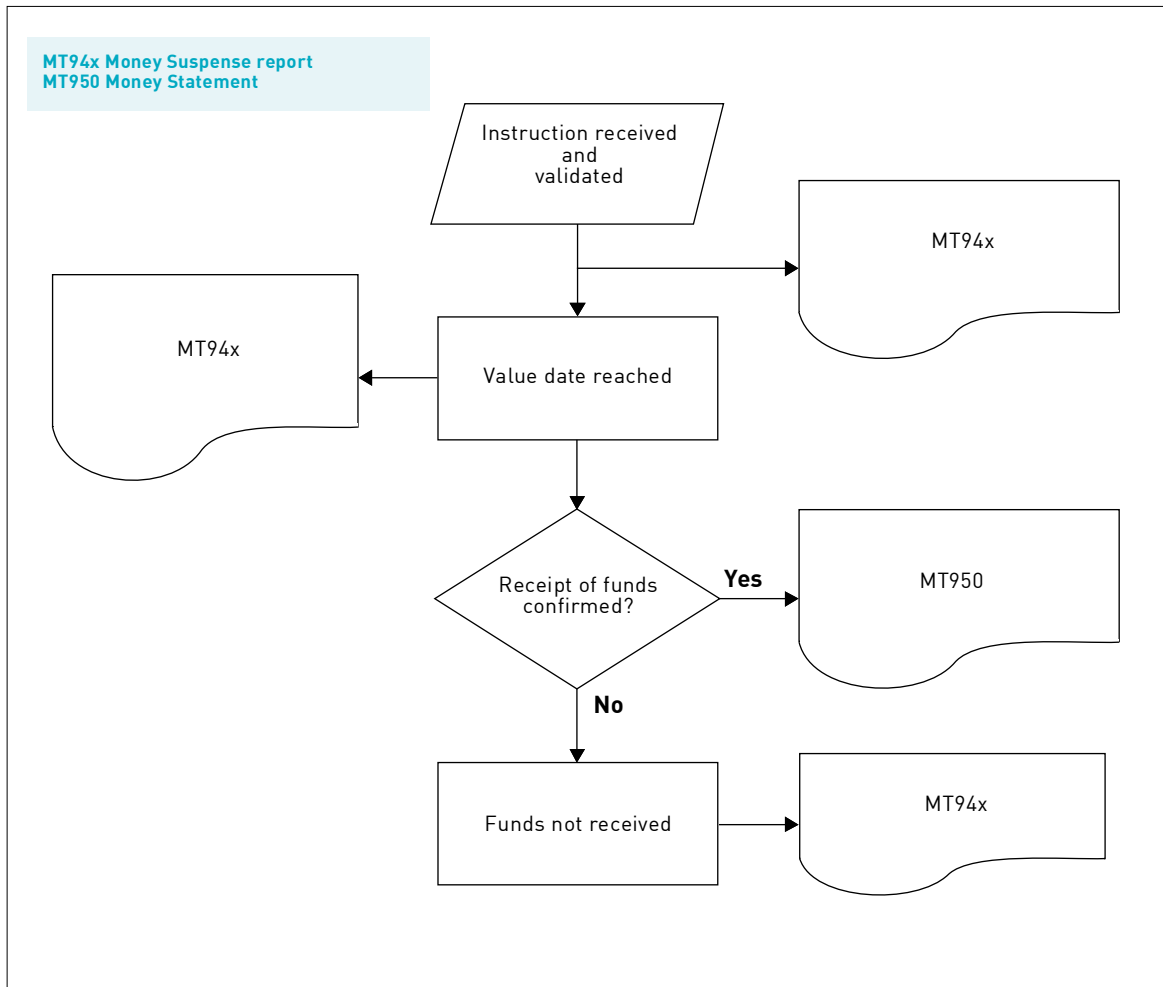 MT94x Money Suspense report
MT950 Money Statement
Instruction received
and
validated
MT94x
MT94x
Value date reached
Receipt of funds
confirmed?
Yes
MT950
No
Funds not received
MT94x